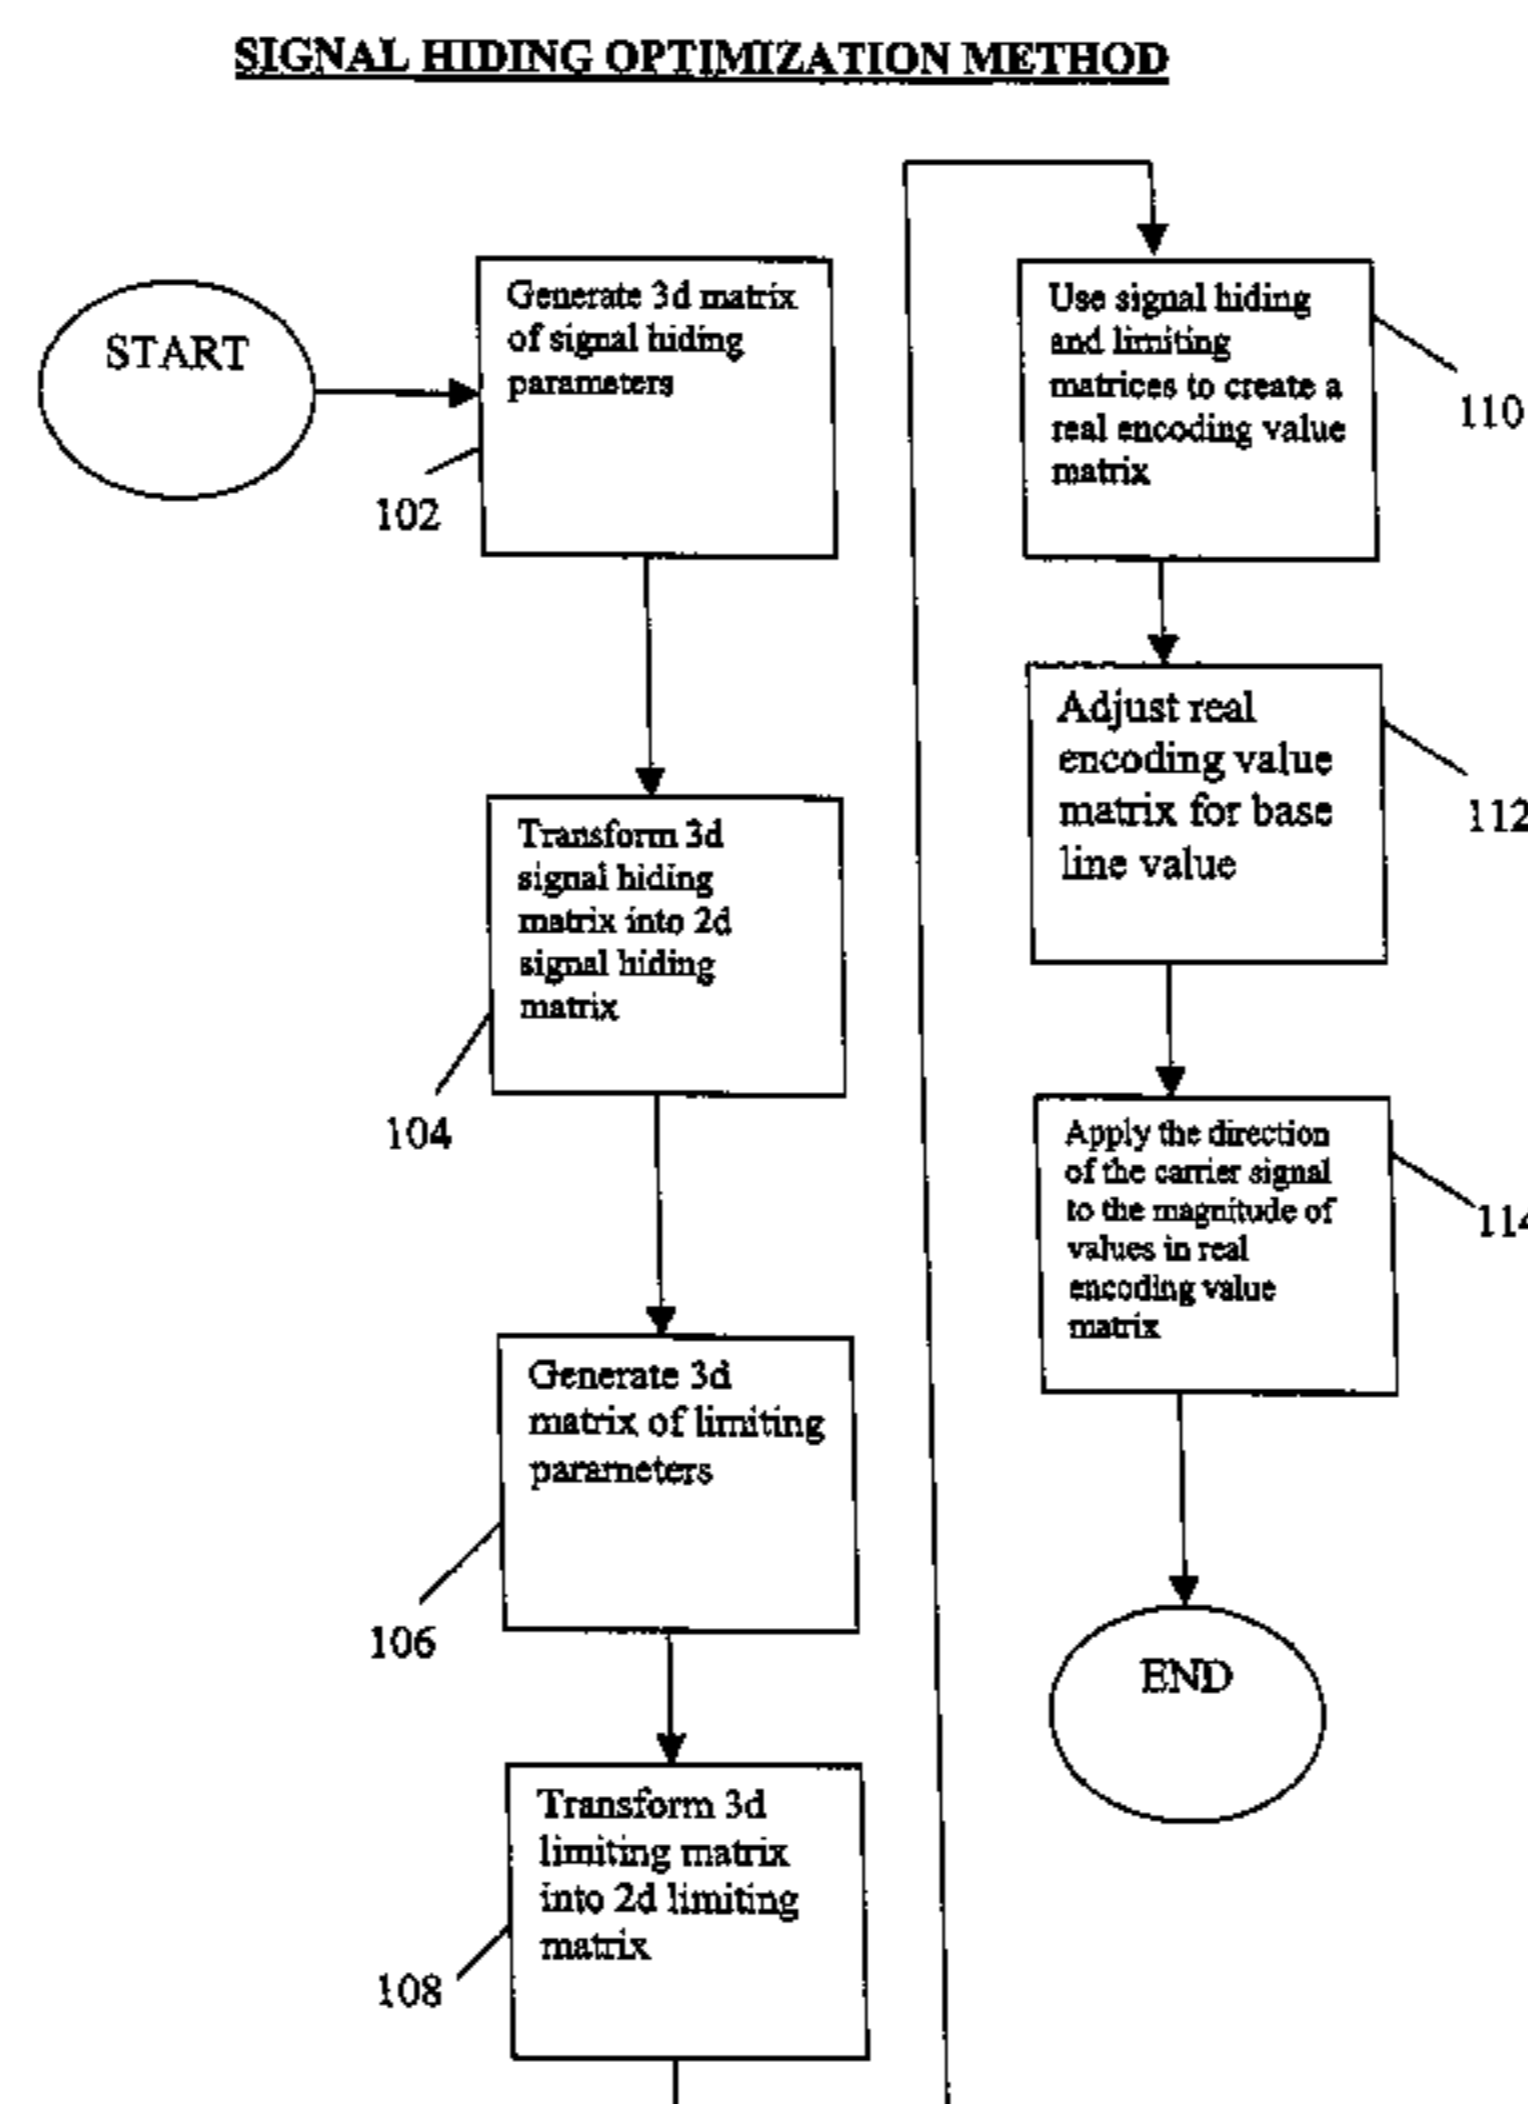 SIGNAL HIDING OPTIMIZATION METHOD
START
Generate 3d matrix
of signal hiding
parameters
102
Transform 3d
signal hiding
matrix into 2d
signal hiding
matrix
104
Generate 3d
matrix of limiting
parameters
106
Transform 3d
limiting matrix
into 2d limiting
matrix
108
Use signal hiding
and limiting
matrices to create a
real encoding value
matrix
110
Adjust real
encoding value
matrix for base
line value
112
Apply the direction
of the carrier signal
to the magnitude of
values in real
encoding value
matrix
114
END